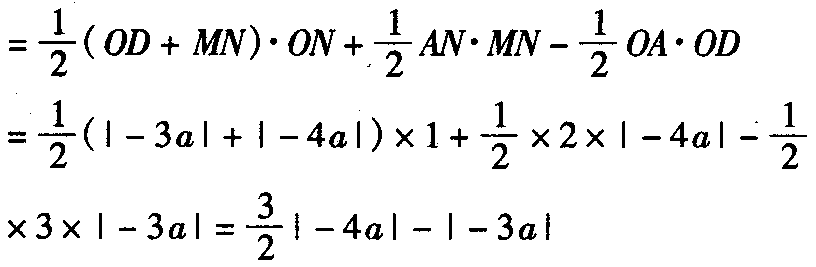 = 1/2 ( OD + MN ) · ON + 1/2 AN · MN - 1/2 OA · OD
= 1/2 ( | - 3a | + | - 4a | ) × 1 + 1/2 × 2 × | - 4a | - 1/2
× 3 × | - 3a | = 3/2 | - 4a | - | - 3a |